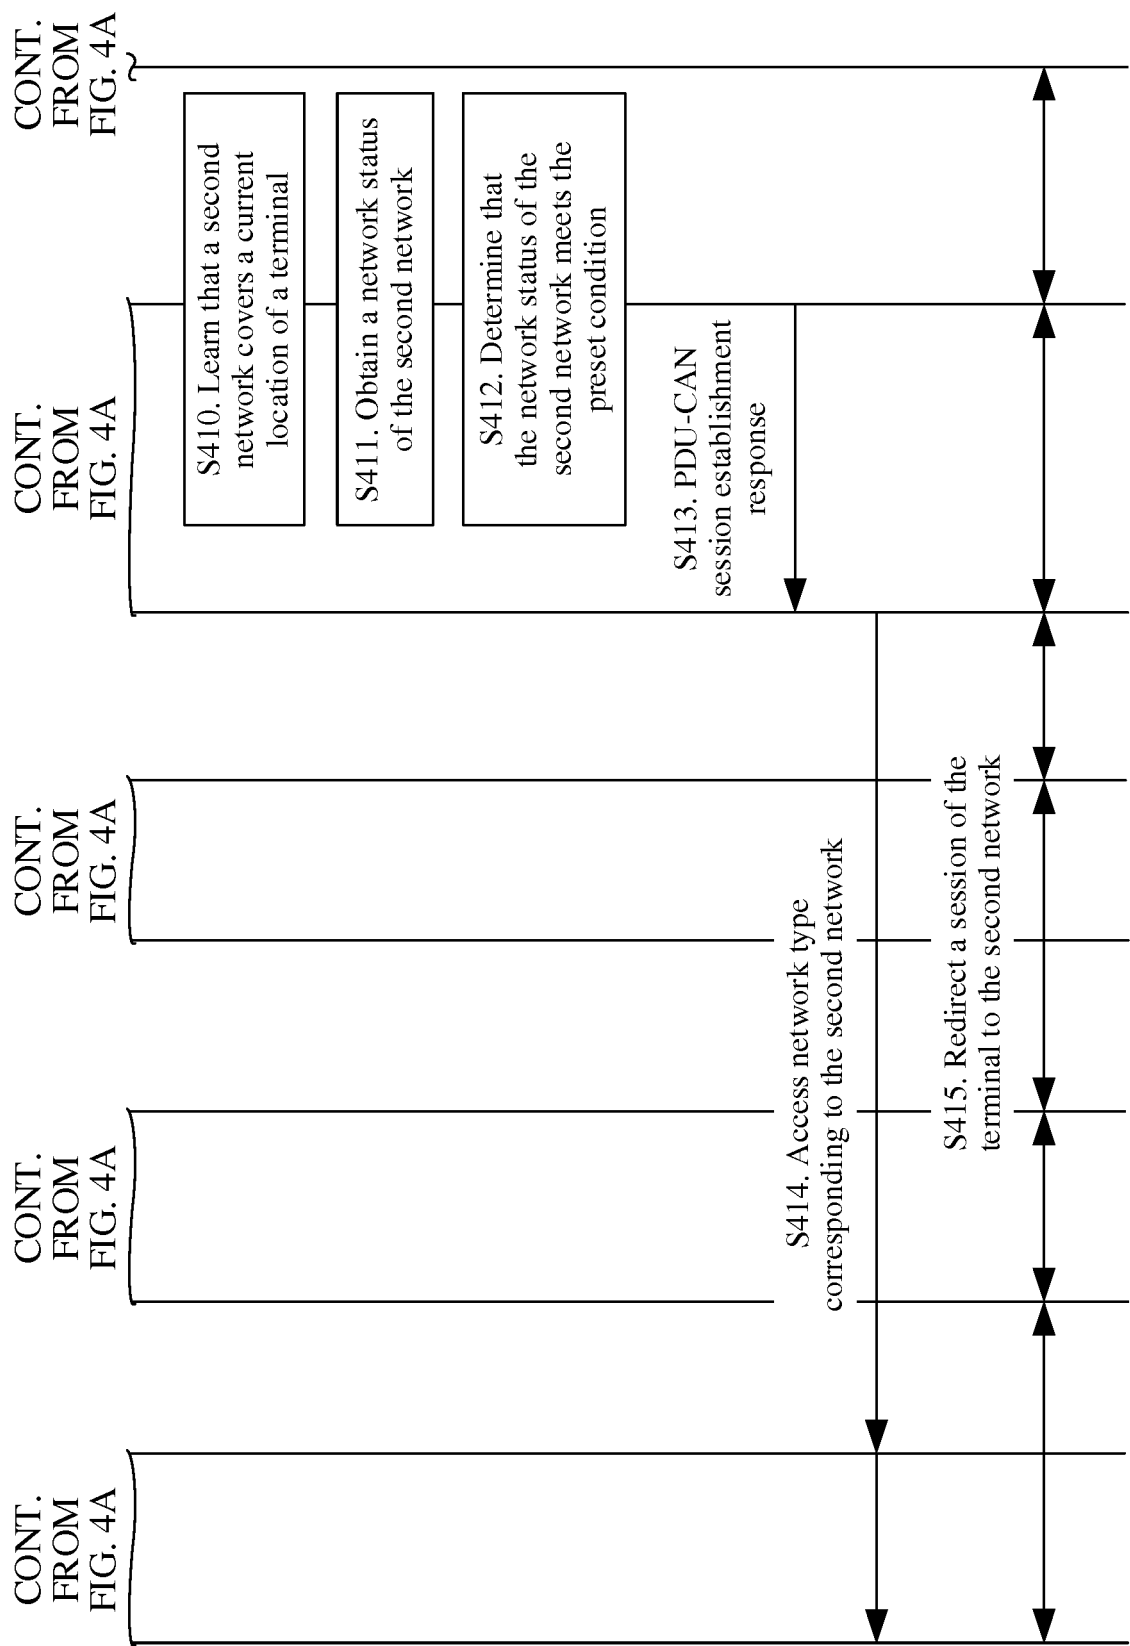 CONT.
FROM
FIG. 4A
CONT.
FROM
FIG. 4A
CONT.
FROM
FIG. 4A
CONT.
FROM
FIG. 4A
CONT.
FROM
FIG. 4A
S410. Learn that a second
network covers a current
location of a terminal
S411. Obtain a network status
of the second network
S412. Determine that
the network status of the
second network meets the
preset condition
S413. PDU-CAN
session establishment
response
S414. Access network type
corresponding to the second network
S415. Redirect a session of the
terminal to the second network